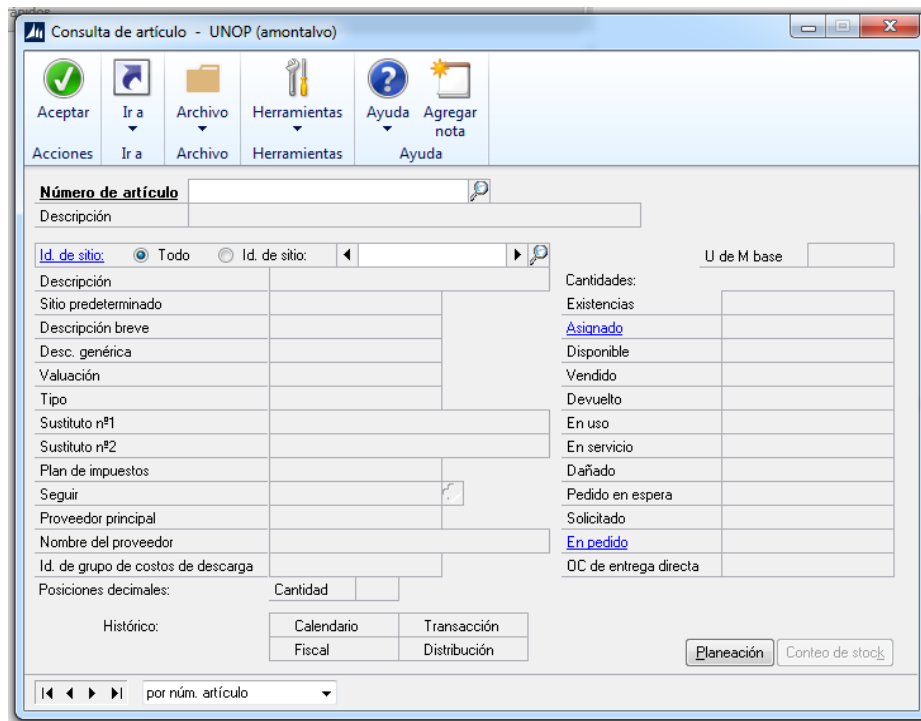 Consulta de artículo - UNOP (amontalvo)
Aceptar
Ir a
Archivo
Herramientas
Ayuda
Agregar
nota
Acciones
Ir a
Archivo
Herramientas
Ayuda
Número de artículo
Descripción
Id. de sitio:
Todo
Id. de sitio:
U de M base
Descripción
Cantidades:
Sitio predeterminado
Existencias
Descripción breve
Asignado
Desc. genérica
Disponible
Valuación
Vendido
Tipo
Devuelto
Sustituto nº1
En uso
Sustituto nº2
En servicio
Plan de impuestos
Dañado
Seguir
Pedido en espera
Proveedor principal
Solicitado
Nombre del proveedor
En pedido
Id. de grupo de costos de descarga
OC de entrega directa
Posiciones decimales:
Cantidad
Histórico:
Calendario
Transacción
Fiscal
Distribución
Planeación
Conteo de stock
por núm. artículo